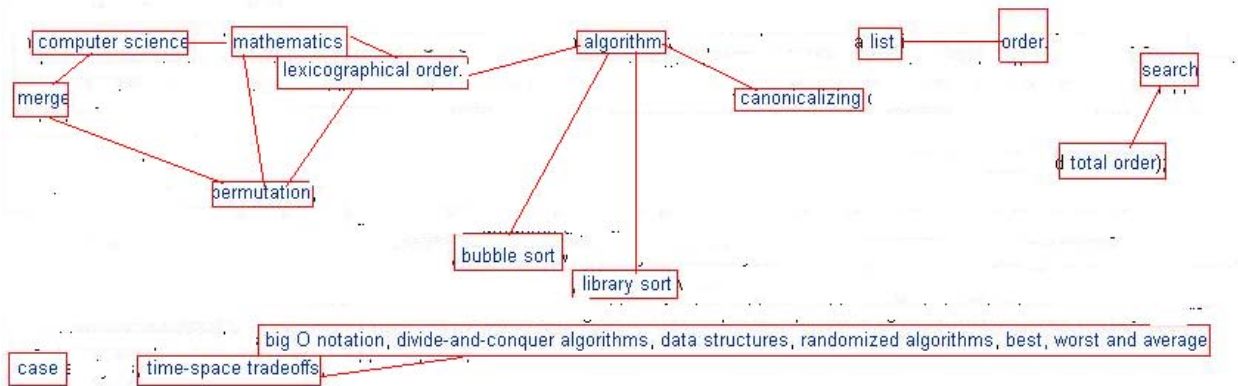 computer science mathematics algorithm a list order.
lexicographical order.
search
merge canonicalizing
d total order);
permutation,
bubble sort
, library sort
big O notation, divide-and-conquer algorithms, data structures, randomized algorithms, best, worst and average
case , time-space tradeoffs,